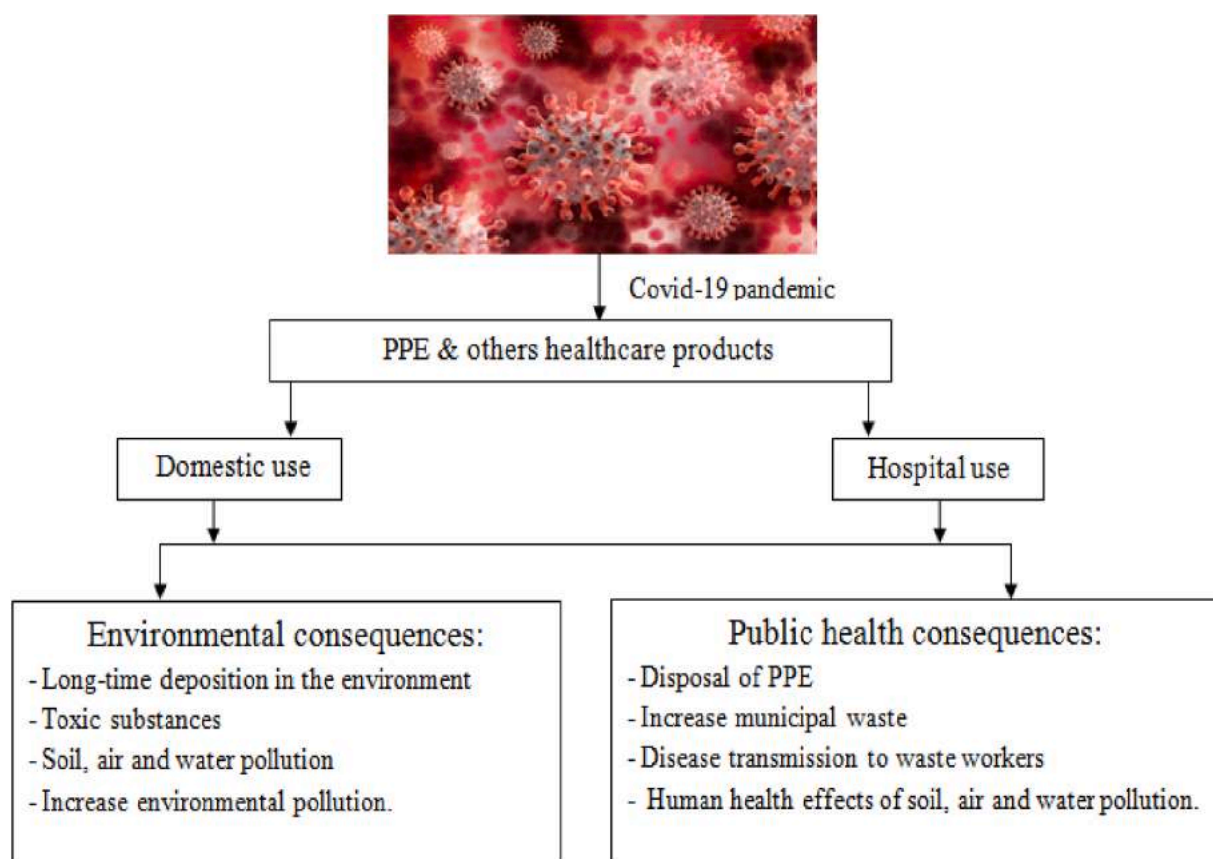 Covid-19 pandemic
PPE & others healthcare products
Domestic use
Hospital use
Environmental consequences:
- Long-time deposition in the environment
- Toxic substances
- Soil, air and water pollution
- Increase environmental pollution.
Public health consequences:
- Disposal of PPE
- Increase municipal waste
- Disease transmission to waste workers
- Human health effects of soil, air and water pollution.